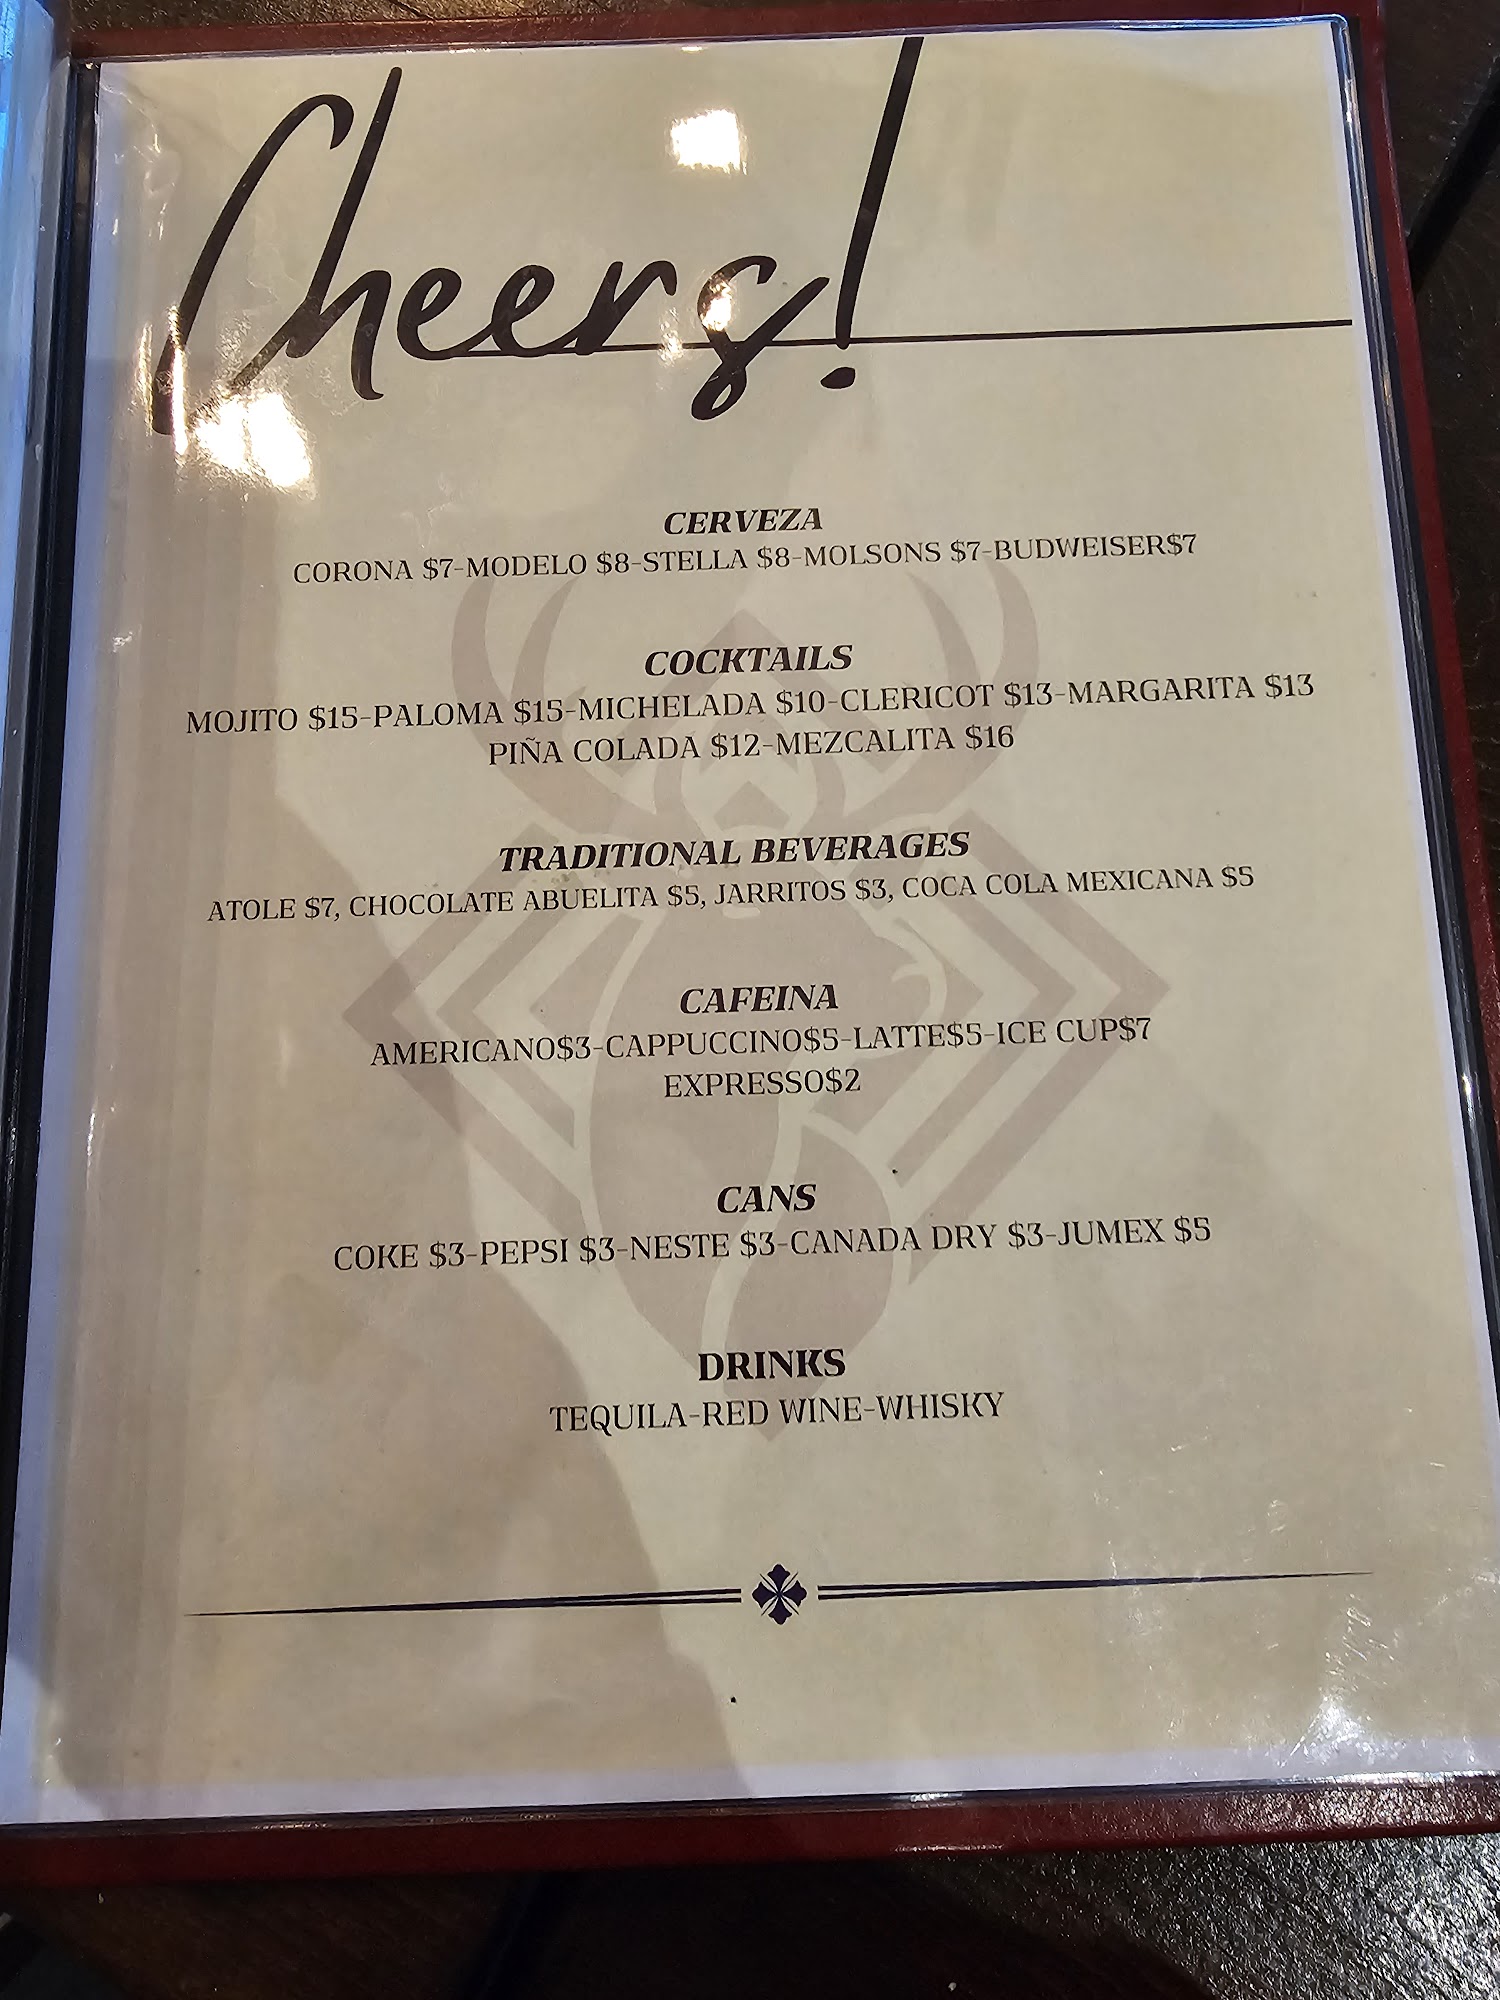 Cheers!
CERVEZA
CORONA $7-MODELO $8-STELLA $8-MOLSONS $7-BUDWEISER$7
COCKTAILS
MOJITO $15-PALOMA $15-MICHELADA $10-CLERICOT $13-MARGARITA $13
PIÑA COLADA $12-MEZCALITA $16
TRADITIONAL BEVERAGES
ATOLE $7, CHOCOLATE ABUELITA $5, JARRITOS $3, COCA COLA MEXICANA $5
CAFEINA
AMERICANO$3-CAPPUCCINO$5-LATTE$5-ICE CUP$7
EXPRESSO$2
CANS
COKE $3-PEPSI $3-NESTE $3-CANADA DRY $3-JUMEX $5
DRINKS
TEQUILA-RED WINE-WHISKY